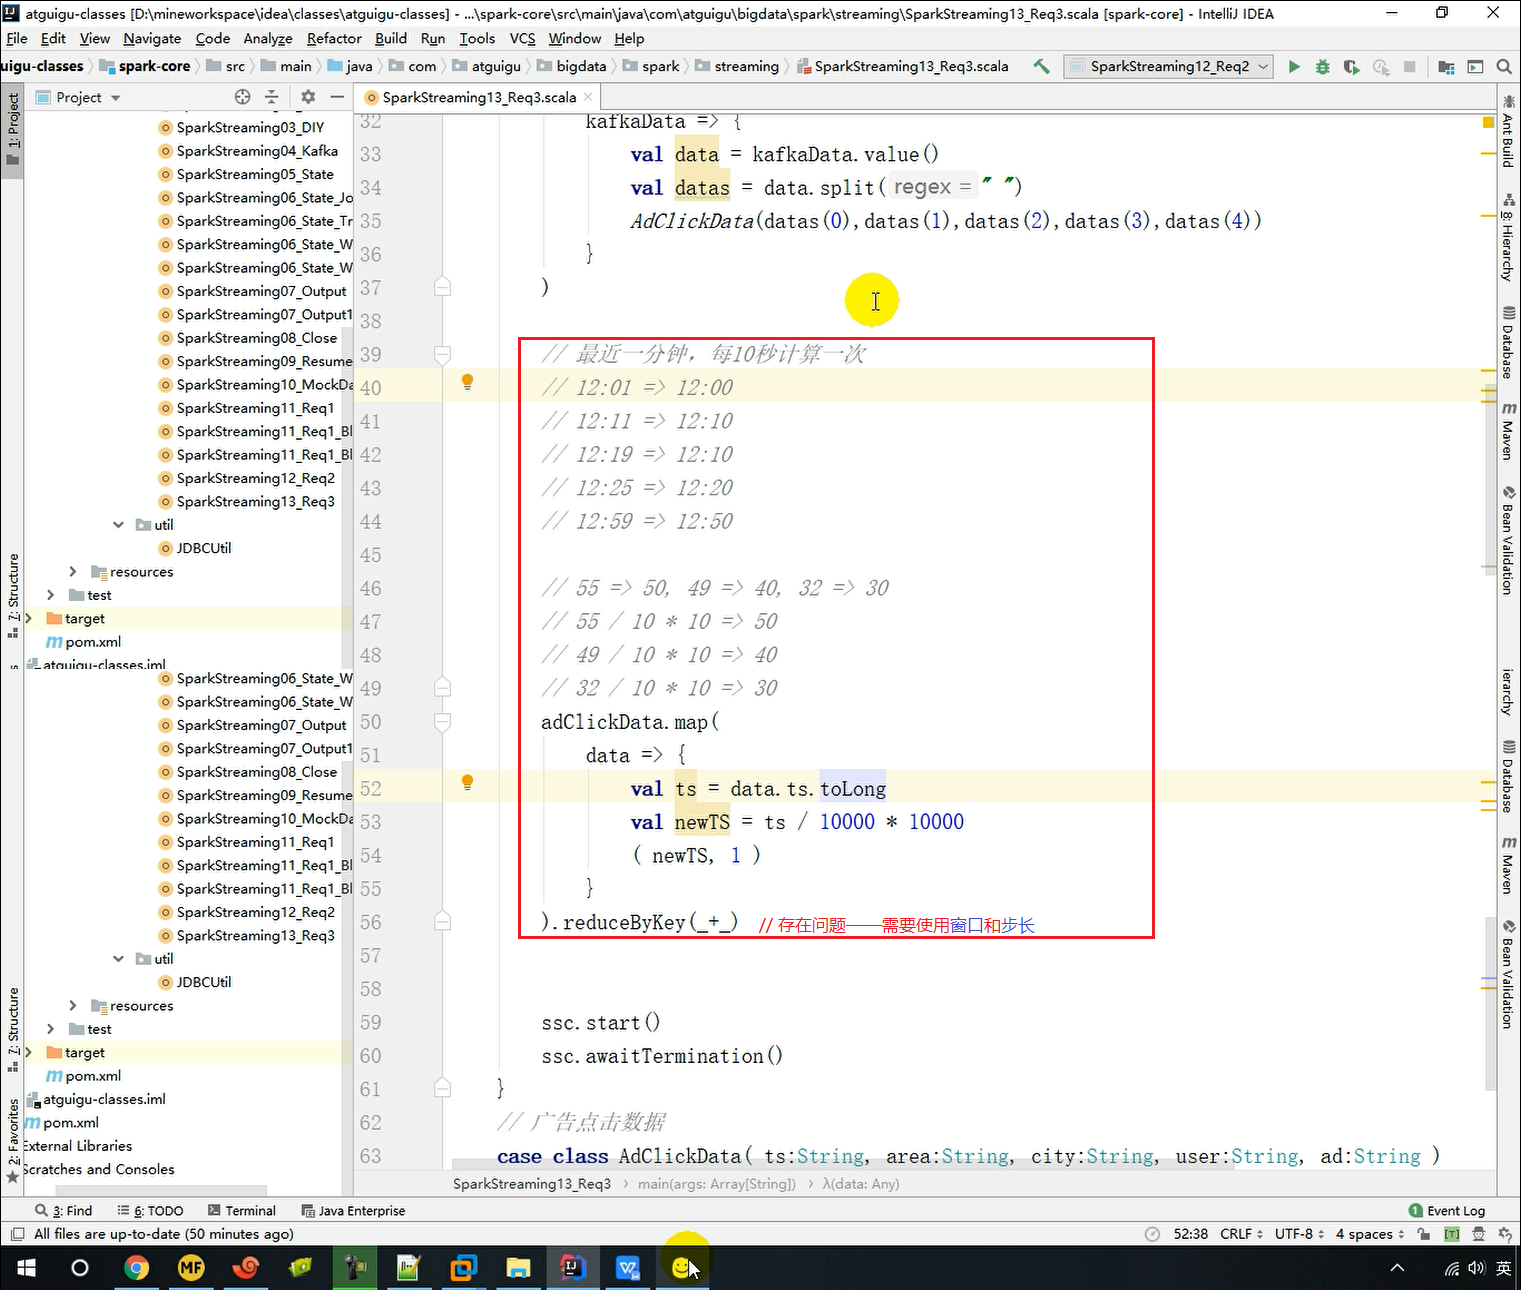 atguigu-classes [D:\mineworkspace\idea\classes\atguigu-classes] - ...\spark-core\src\main\java\com\atguigu\bigdata\spark\streaming\SparkStreaming13_Req3.scala [spark-core] - IntelliJ IDEA
File Edit View Navigate Code Analyze Refactor Build Run Tools VCS Window Help
guigu-classes spark-core src main java com atguigu bigdata spark streaming SparkStreaming13_Req3.scala SparkStreaming12_Req2
Project
SparkStreaming13_Req3.scala
1: Project
SparkStreaming03_DIY
SparkStreaming04_Kafka
SparkStreaming05_State
SparkStreaming06_State_Jo
SparkStreaming06_State_Tr
SparkStreaming06_State_W
SparkStreaming06_State_W
SparkStreaming07_Output
SparkStreaming07_Output1
SparkStreaming08_Close
SparkStreaming09_Resume
SparkStreaming10_MockDa
SparkStreaming11_Req1
SparkStreaming11_Req1_Bl
SparkStreaming11_Req1_Bl
SparkStreaming12_Req2
SparkStreaming13_Req3
util
JDBCUtil
resources
test
target
pom.xml
atguigu-classes.iml
SparkStreaming06_State_W
SparkStreaming06_State_W
SparkStreaming07_Output
SparkStreaming07_Output1
SparkStreaming08_Close
SparkStreaming09_Resume
SparkStreaming10_MockDa
SparkStreaming11_Req1
SparkStreaming11_Req1_Bl
SparkStreaming11_Req1_Bl
SparkStreaming12_Req2
SparkStreaming13_Req3
util
JDBCUtil
resources
test
target
pom.xml
atguigu-classes.iml
pom.xml
External Libraries
Scratches and Consoles
7: Structure
7: Structure
2: Favorites
32 kafkaData => {
33 val data = kafkaData.value()
34 val datas = data.split( regex = " ")
35 AdClickData(datas(0),datas(1),datas(2),datas(3),datas(4))
36 }
37 )
38
39 // 最近一分钟，每10秒计算一次
40 // 12:01 => 12:00
41 // 12:11 => 12:10
42 // 12:19 => 12:10
43 // 12:25 => 12:20
44 // 12:59 => 12:50
45
46 // 55 => 50, 49 => 40, 32 => 30
47 // 55 / 10 * 10 => 50
48 // 49 / 10 * 10 => 40
49 // 32 / 10 * 10 => 30
50 adClickData.map(
51 data => {
52 val ts = data.ts.toLong
53 val newTS = ts / 10000 * 10000
54 ( newTS, 1 )
55 }
56 ).reduceByKey(_+_) // 存在问题——需要使用窗口和步长
57
58
59 ssc.start()
60 ssc.awaitTermination()
61 }
62 // 广告点击数据
63 case class AdClickData( ts:String, area:String, city:String, user:String, ad:String )
SparkStreaming13_Req3 main(args: Array[String]) λ(data: Any)
Ant Build
8: Hierarchy
Database
m Maven
Bean Validation
ierarchy
Database
m Maven
Bean Validation
3: Find 6: TODO Terminal Java Enterprise 1 Event Log
All files are up-to-date (50 minutes ago) 52:38 CRLF UTF-8 4 spaces
MF IJ 英